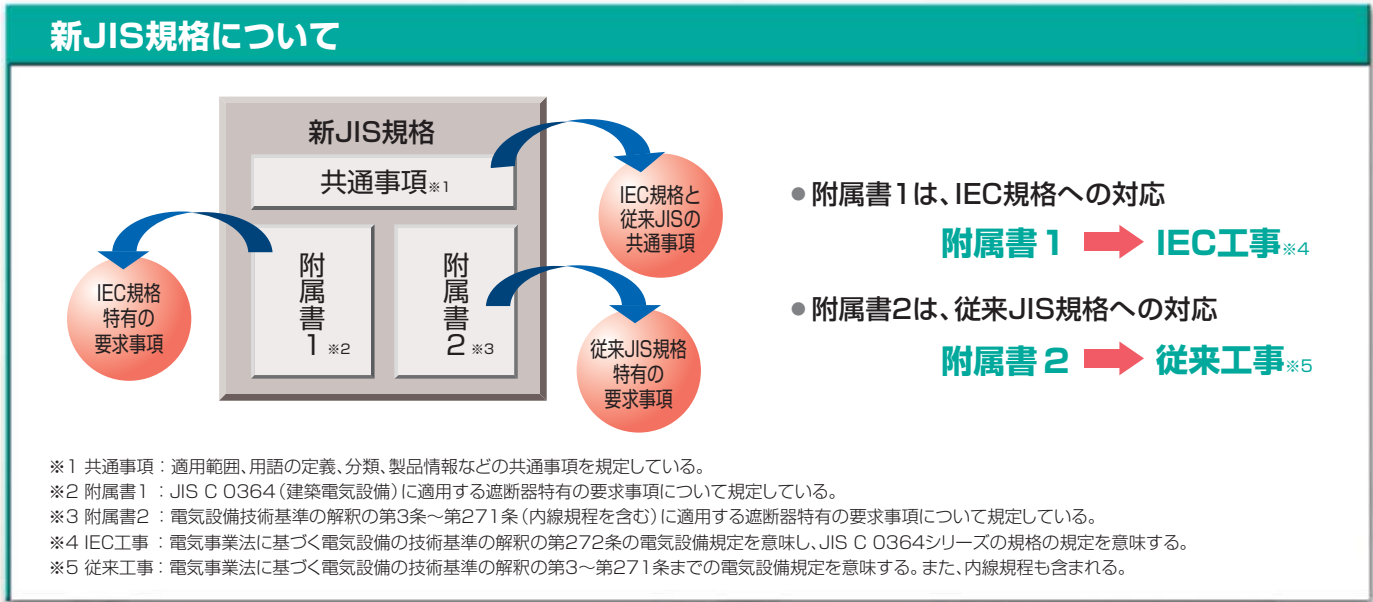 新JIS規格について
新JIS規格
共通事項※1
附属書1 ※2
附属書2 ※3
IEC規格と
従来JISの
共通事項
IEC規格
特有の
要求事項
従来JIS規格
特有の
要求事項
●附属書1は、IEC規格への対応
附属書1 ➡ IEC工事※4
●附属書2は、従来JIS規格への対応
附属書2 ➡ 従来工事※5
※1 共通事項：適用範囲、用語の定義、分類、製品情報などの共通事項を規定している。
※2 附属書1：JIS C 0364（建築電気設備）に適用する遮断器特有の要求事項について規定している。
※3 附属書2：電気設備技術基準の解釈の第3条～第271条（内線規程を含む）に適用する遮断器特有の要求事項について規定している。
※4 IEC工事：電気事業法に基づく電気設備の技術基準の解釈の第272条の電気設備規定を意味し、JIS C 0364シリーズの規格の規定を意味する。
※5 従来工事：電気事業法に基づく電気設備の技術基準の解釈の第3～第271条までの電気設備規定を意味する。また、内線規程も含まれる。